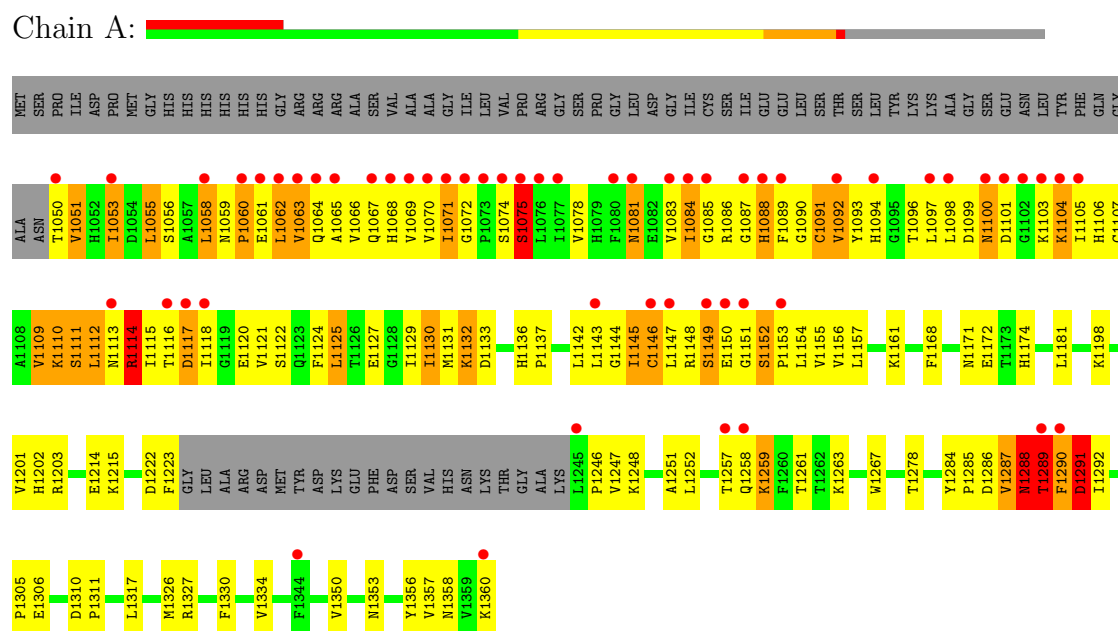 Chain A:
MET SER PRO ILE ASP PRO MET GLY HIS HIS HIS HIS HIS HIS GLY ARG ARG ARG ALA SER VAL ALA ALA GLY ILE LEU VAL PRO ARG GLY SER PRO GLY LEU ASP GLY ILE CYS SER ILE GLU GLU LEU SER THR SER LEU TYR LYS LYS ALA GLY SER GLU ASN LEU TYR PHE GLN GLY
ALA ASN T1050 V1051 H1052 I1053 D1054 L1055 S1056 A1057 L1058 N1059 P1060 E1061 L1062 V1063 Q1064 A1065 V1066 Q1067 H1068 V1069 V1070 I1071 G1072 P1073 S1074 S1075 L1076 I1077 V1078 H1079 F1080 N1081 E1082 V1083 I1084 G1085 R1086 G1087 H1088 F1089 G1090 C1091 V1092 Y1093 H1094 G1095 T1096 L1097 L1098 D1099 N1100 D1101 G1102 K1103 K1104 I1105 H1106 C1107
A1108 V1109 K1110 S1111 L1112 N1113 R1114 I1115 T1116 D1117 I1118 G1119 E1120 V1121 S1122 Q1123 F1124 L1125 T1126 E1127 G1128 I1129 I1130 M1131 K1132 D1133 H1136 P1137 L1142 L1143 G1144 I1145 C1146 L1147 R1148 S1149 E1150 G1151 S1152 P1153 L1154 V1155 V1156 L1157 K1161 F1168 N1171 E1172 T1173 H1174 L1181 K1198
V1201 H1202 R1203 E1214 K1215 D1222 F1223 GLY LEU ALA ARG ASP MET TYR ASP LYS GLU PHE ASP SER VAL HIS ASN LYS THR GLY ALA LYS L1245 P1246 V1247 K1248 A1251 L1252 T1257 Q1258 K1259 F1260 T1261 T1262 K1263 W1267 T1278 Y1284 P1285 D1286 V1287 N1288 T1289 F1290 D1291 I1292
P1305 E1306 D1310 P1311 L1317 M1326 R1327 F1330 V1334 F1344 V1350 N1353 Y1356 V1357 N1358 V1359 K1360